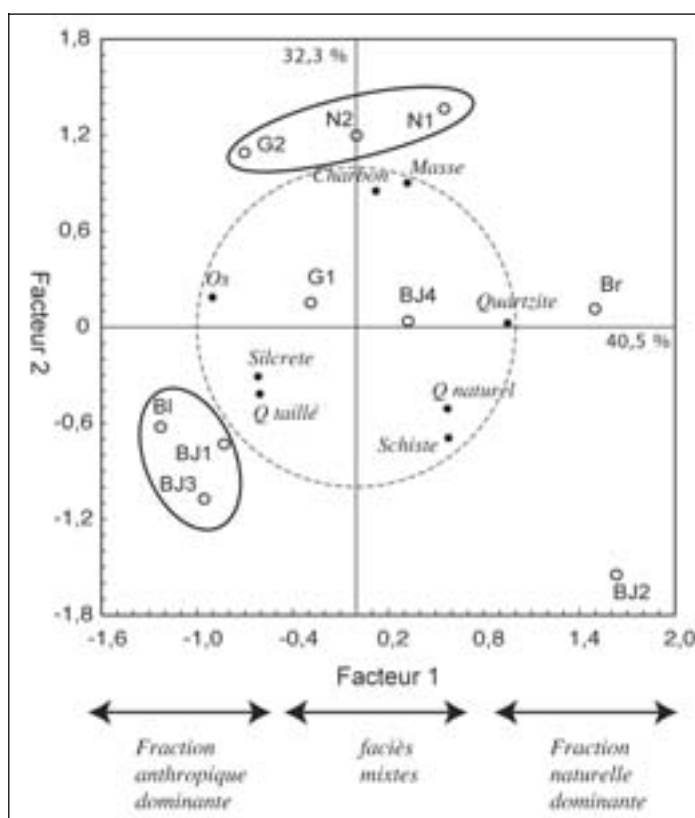 1,8
32,3 %
N2
N1
1,2
G2
Charbon
Masse
0,6
Os
G1
BJ4
Quartzite
Br
Facteur 2
0
40,5 %
Silcrete
Q taillé
Q naturel
Schiste
-0,6
BI
BJ1
BJ3
-1,2
BJ2
-1,8
-1,6 -1,0 -0,4 0,2 0,8 1,4 2,0
Facteur 1
Fraction
anthropique
dominante
faciès
mixtes
Fraction
naturelle
dominante